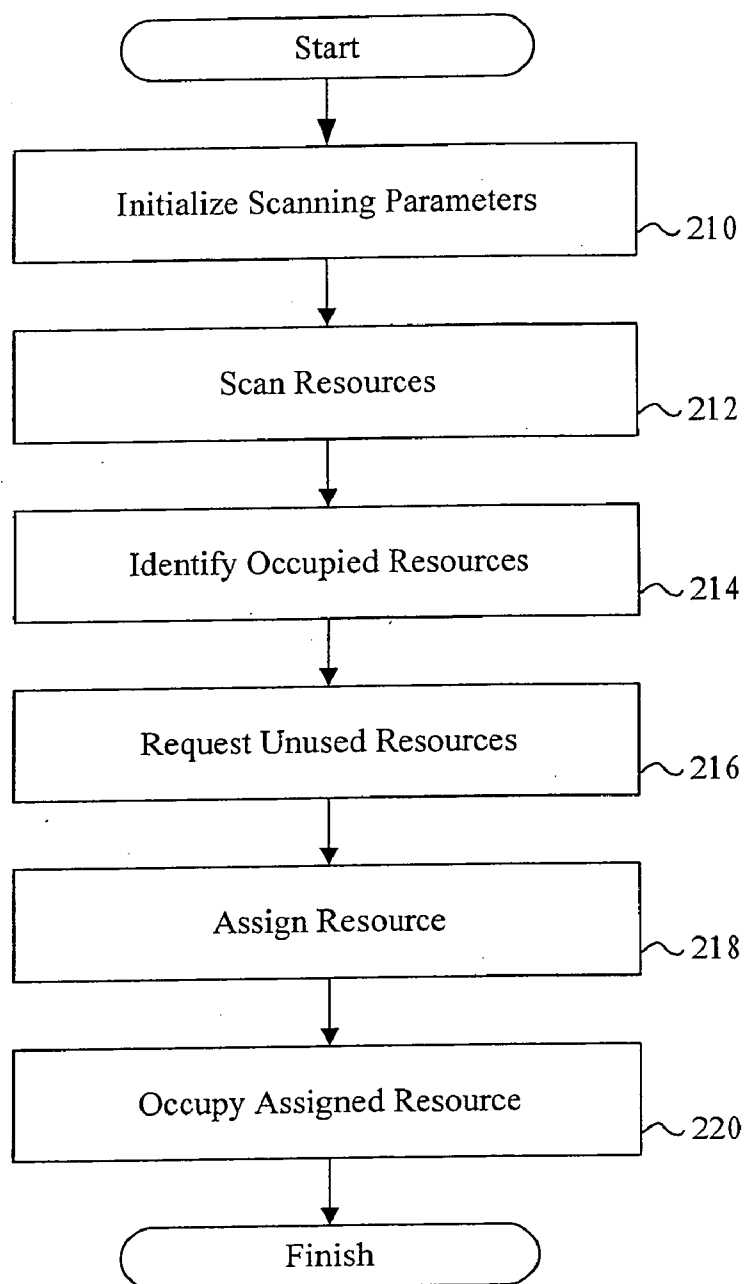 Start
Initialize Scanning Parameters
210
Scan Resources
212
Identify Occupied Resources
214
Request Unused Resources
216
Assign Resource
218
Occupy Assigned Resource
220
Finish